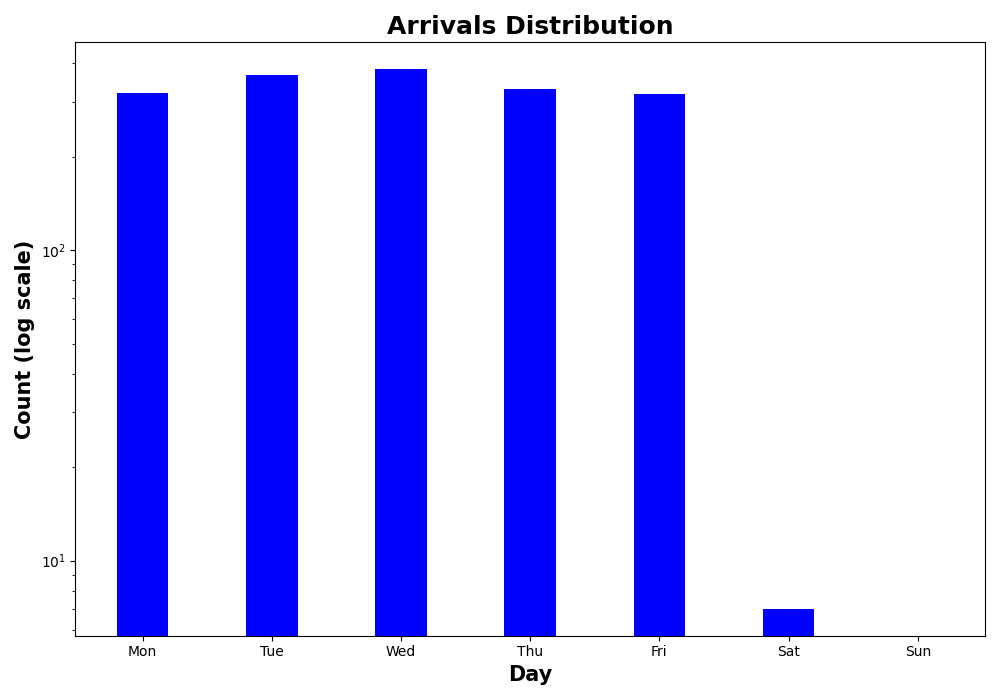 Arrivals Distribution
Count (log scale)
10²
10¹
Mon Tue Wed Thu Fri Sat Sun
Day